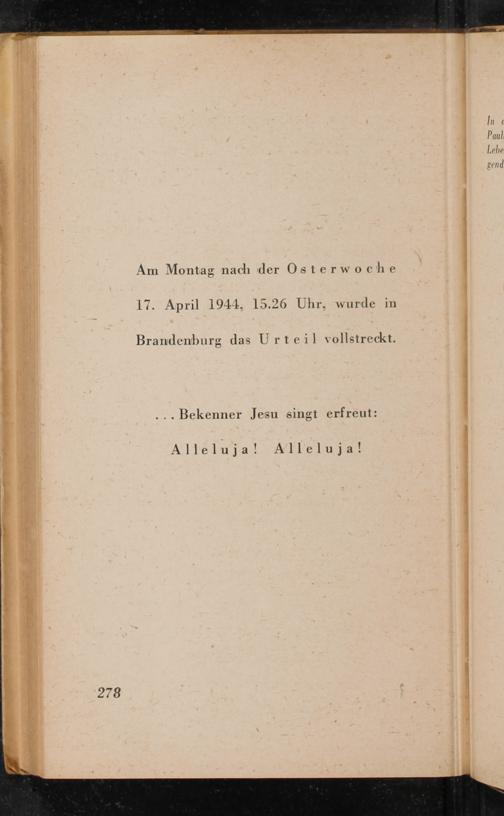 Am Montag nach der Osterwoche
17. April 1944, 15.26 Uhr, wurde in
Brandenburg das Urteil vollstreckt.
...Bekenner Jesu singt erfreut:
Alleluja! Alleluja!
278
In